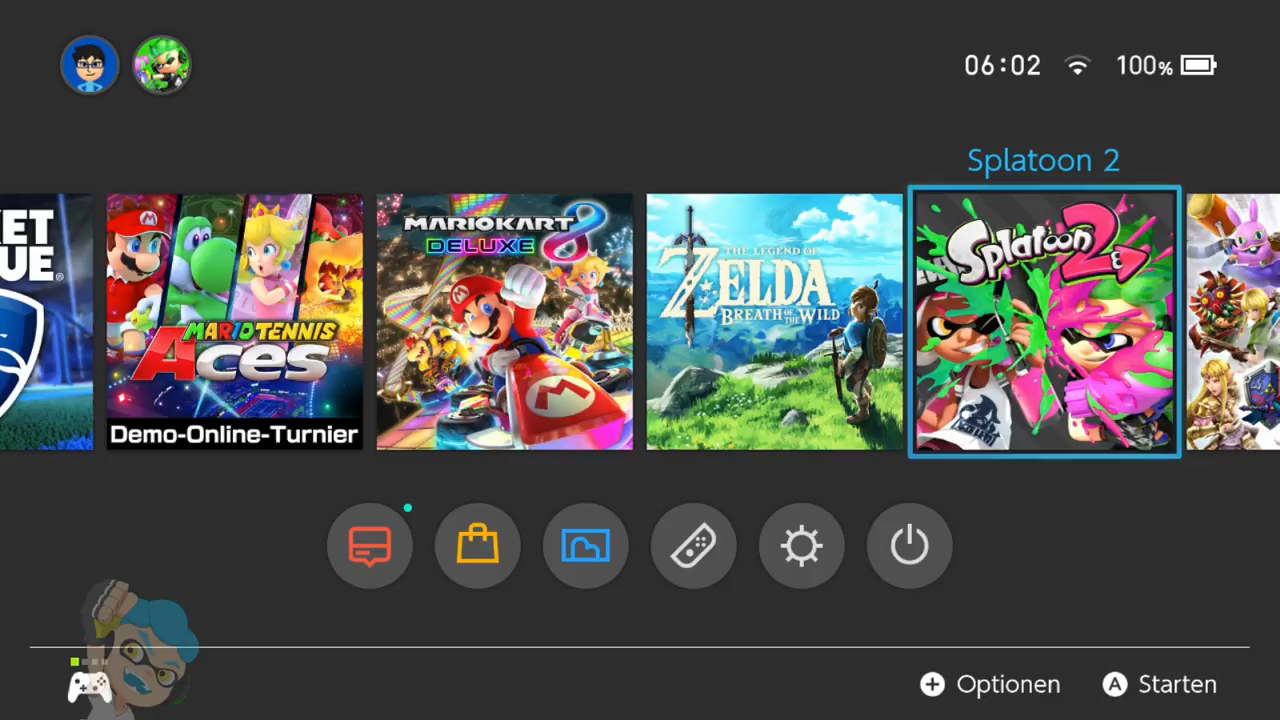 06:02
100%
Splatoon 2
MARIO TENNIS
Aces
Demo-Online-Turnier
MARIOKART 8
DELUXE
THE LEGEND OF
ZELDA
BREATH OF THE WILD
Splatoon 2
Optionen
A Starten